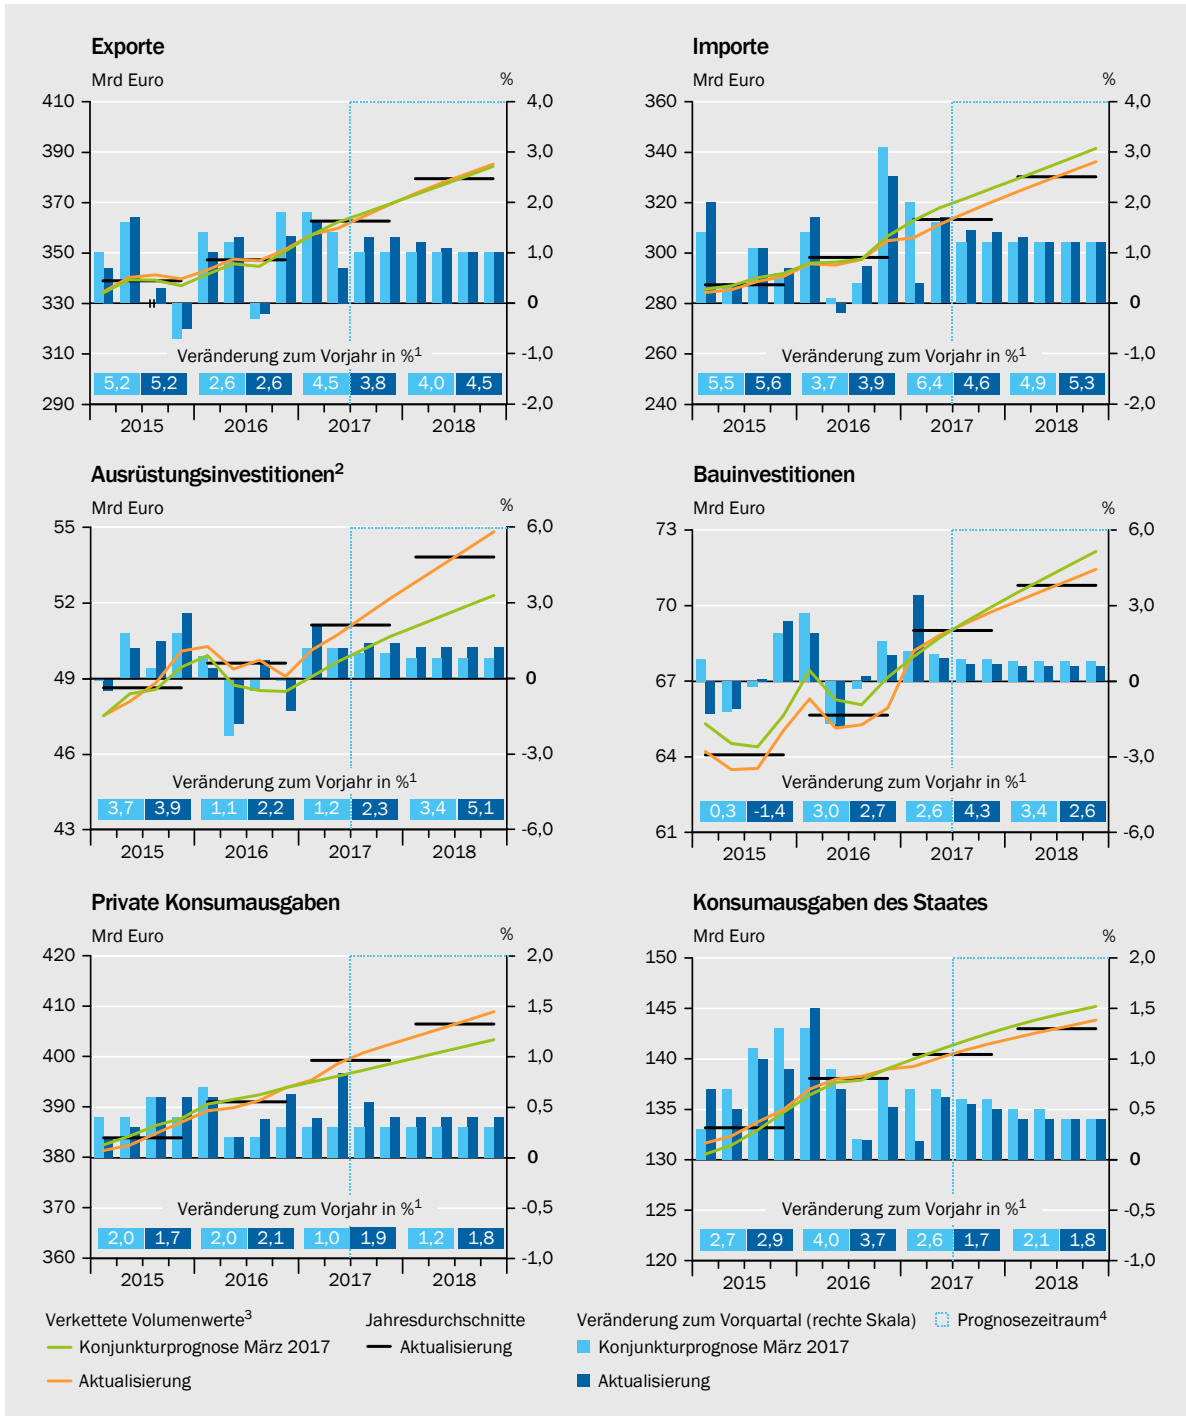 Exporte
Mrd Euro %
410 4,0
390 3,0
370 2,0
350 1,0
330 0
310 -1,0
290 -2,0
Veränderung zum Vorjahr in %1
5,2 5,2 2,6 2,6 4,5 3,8 4,0 4,5
2015 2016 2017 2018
Importe
Mrd Euro %
360 4,0
340 3,0
320 2,0
300 1,0
280 0
260 -1,0
240 -2,0
Veränderung zum Vorjahr in %1
5,5 5,6 3,7 3,9 6,4 4,6 4,9 5,3
2015 2016 2017 2018
Ausrüstungsinvestitionen2
Mrd Euro %
55 6,0
52 3,0
49 0
46 -3,0
43 -6,0
Veränderung zum Vorjahr in %1
3,7 3,9 1,1 2,2 1,2 2,3 3,4 5,1
2015 2016 2017 2018
Bauinvestitionen
Mrd Euro %
73 6,0
70 3,0
67 0
64 -3,0
61 -6,0
Veränderung zum Vorjahr in %1
0,3 -1,4 3,0 2,7 2,6 4,3 3,4 2,6
2015 2016 2017 2018
Private Konsumausgaben
Mrd Euro %
420 2,0
410 1,5
400 1,0
390 0,5
380 0
370 -0,5
360 -1,0
Veränderung zum Vorjahr in %1
2,0 1,7 2,0 2,1 1,0 1,9 1,2 1,8
2015 2016 2017 2018
Konsumausgaben des Staates
Mrd Euro %
150 2,0
145 1,5
140 1,0
135 0,5
130 0
125 -0,5
120 -1,0
Veränderung zum Vorjahr in %1
2,7 2,9 4,0 3,7 2,6 1,7 2,1 1,8
2015 2016 2017 2018
Verkettete Volumenwerte3
Konjunkturprognose März 2017
Aktualisierung
Jahresdurchschnitte
Aktualisierung
Veränderung zum Vorquartal (rechte Skala)
Konjunkturprognose März 2017
Aktualisierung
Prognosezeitraum4